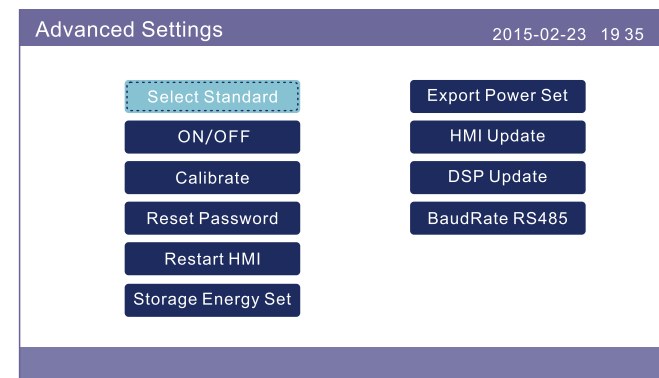 Advanced Settings
2015-02-23 19 35
Select Standard
ON/OFF
Calibrate
Reset Password
Restart HMI
Storage Energy Set
Export Power Set
HMI Update
DSP Update
BaudRate RS485